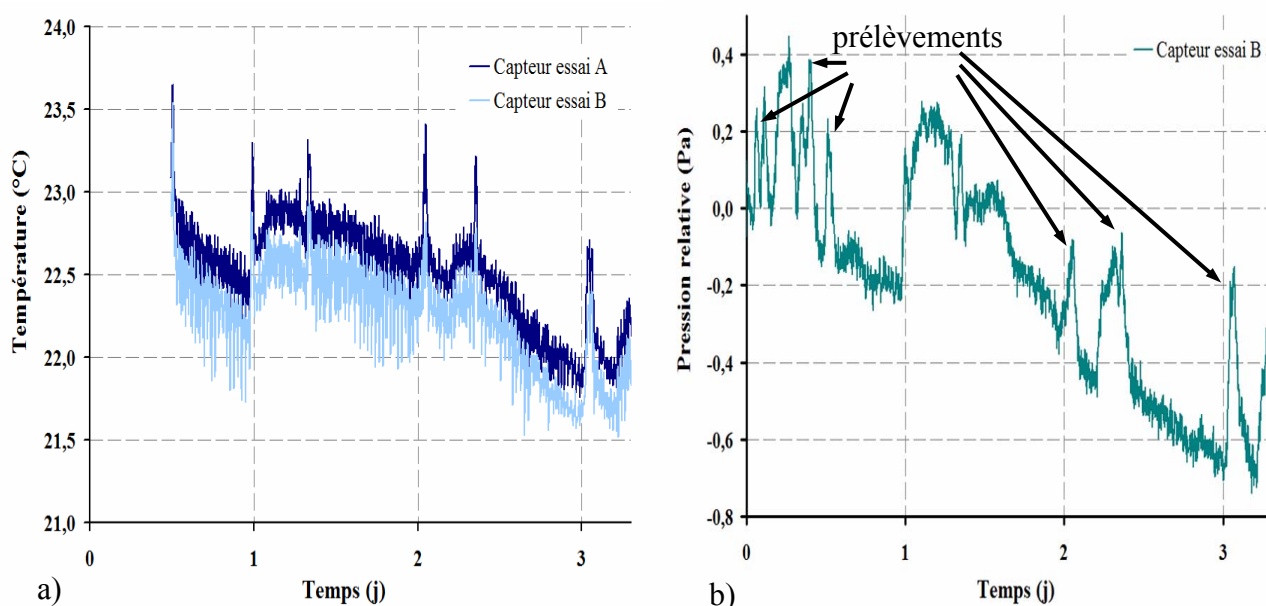 24,0
23,5
23,0
22,5
22,0
21,5
21,0
Température (°C)
Capteur essai A
Capteur essai B
0 1 2 3
Temps (j)
a)
0,4
0,2
0,0
-0,2
-0,4
-0,6
-0,8
Pression relative (Pa)
prélèvements
Capteur essai B
0 1 2 3
Temps (j)
b)